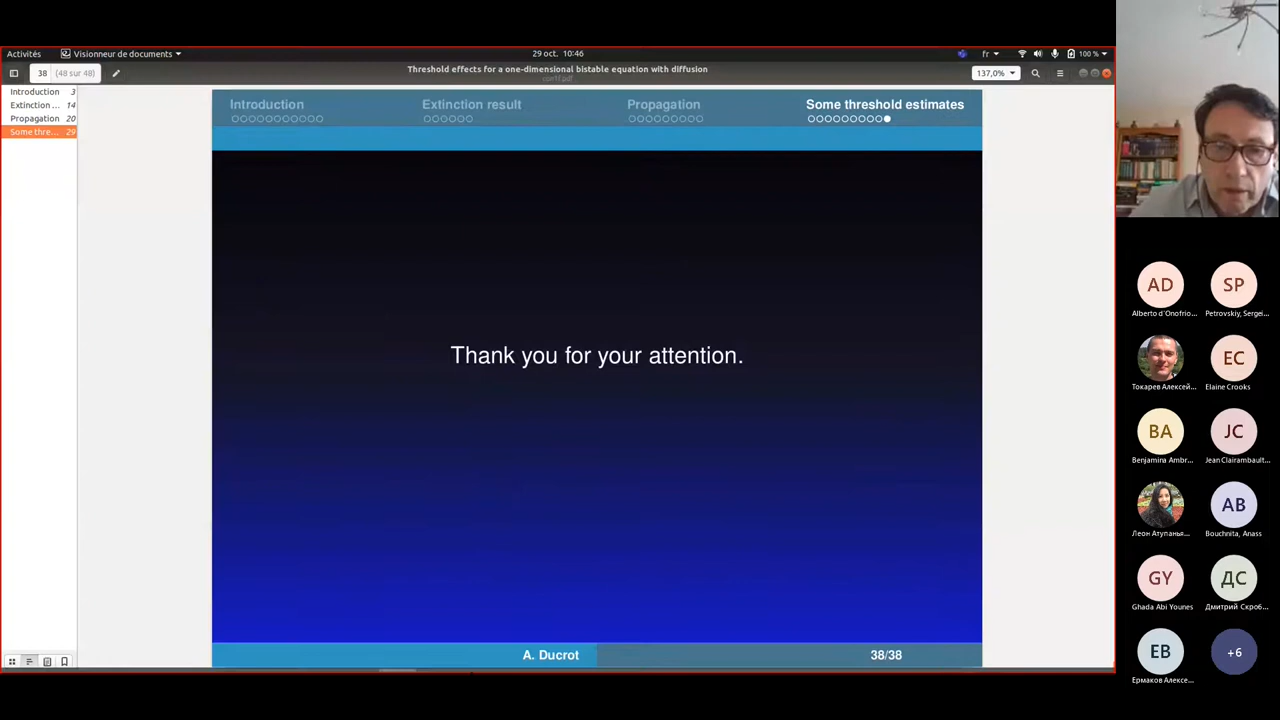 Activités
Visionneur de documents
29 oct. 10:46
fr
100 %
38
(48 sur 48)
Threshold effects for a one-dimensional bistable equation with diffusion
137,0%
Introduction 3
Extinction ... 14
Propagation 20
Some thre... 29
Introduction
Extinction result
Propagation
Some threshold estimates
Thank you for your attention.
A. Ducrot
38/38
AD
Alberto d'Onofrio...
SP
Petrovskiy, Sergei...
Токарев Алексей...
EC
Elaine Crooks
BA
Benjamina Ambr...
JC
Jean Clairambault...
Леон Атупанья...
AB
Bouchnita, Anass
GY
Ghada Abi Younes
ДС
Дмитрий Скроб...
EB
Ермаков Алексе...
+6